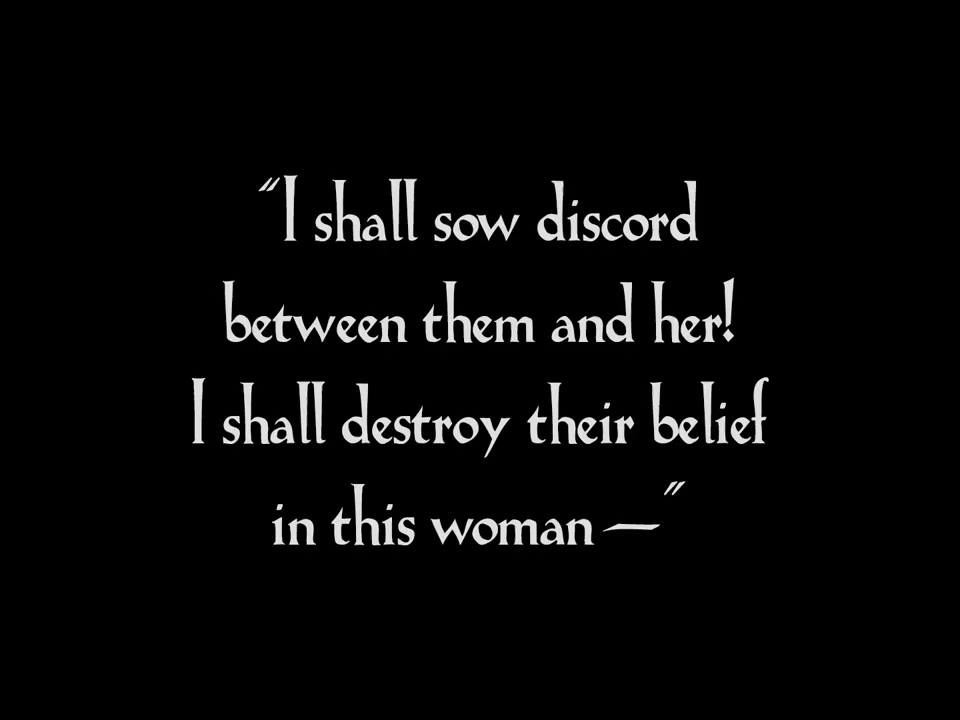 "I shall sow discord
between them and her!
I shall destroy their belief
in this woman—"